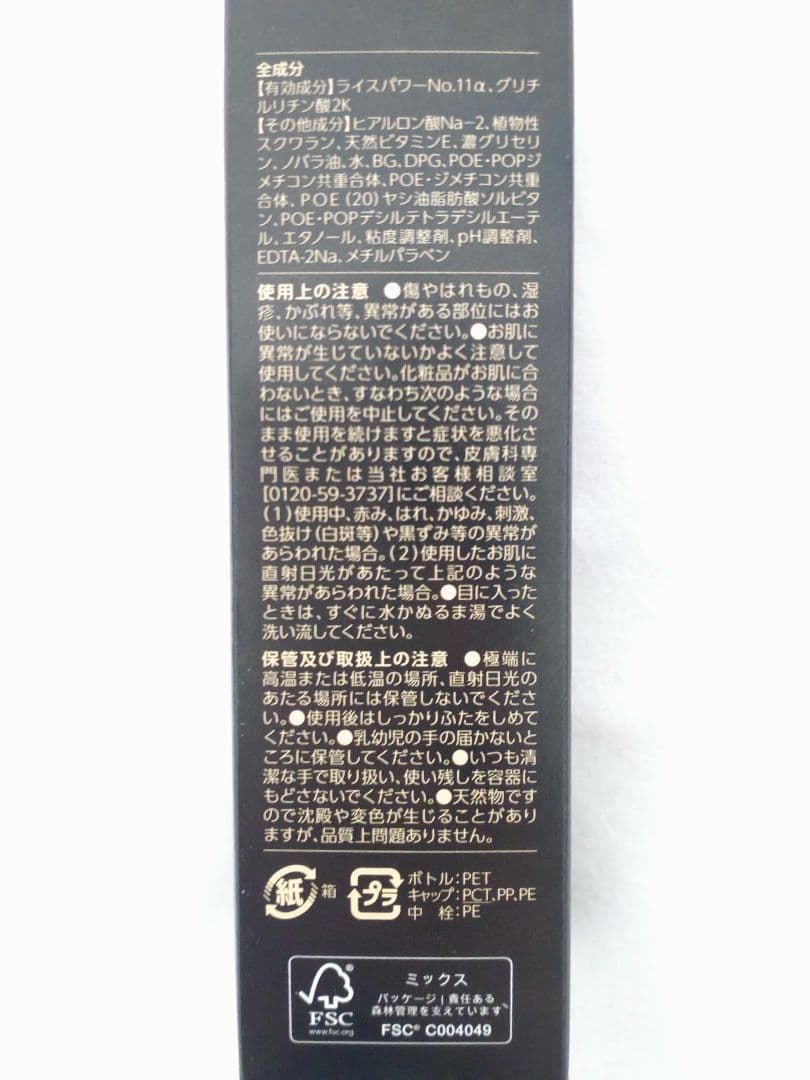 全成分
【有効成分】ライスパワーNo.11α、グリチ
ルリチン酸2K
【その他成分】ヒアルロン酸Na−2、植物性
スクワラン、天然ビタミンE、濃グリセリ
ン、ノバラ油、水、BG、DPG、POE・POPジ
メチコン共重合体、POE・ジメチコン共重
合体、POE(20)ヤシ油脂肪酸ソルビタ
ン、POE・POPデシルテトラデシルエーテ
ル、エタノール、粘度調整剤、pH調整剤、
EDTA-2Na、メチルパラベン
使用上の注意 ●傷やはれもの、湿
疹、かぶれ等、異常がある部位にはお
使いにならないでください。●お肌に
異常が生じていないかよく注意して
使用してください。化粧品がお肌に合
わないとき、すなわち次のような場合
にはご使用を中止してください。その
まま使用を続けますと症状を悪化さ
せることがありますので、皮膚科専
門医または当社お客様相談室
[0120-59-3737]にご相談ください。
(1)使用中、赤み、はれ、かゆみ、刺激、
色抜け(白斑等)や黒ずみ等の異常が
あらわれた場合。(2)使用したお肌に
直射日光があたって上記のような
異常があらわれた場合。●目に入った
ときは、すぐに水かぬるま湯でよく
洗い流してください。
保管及び取扱上の注意 ●極端に
高温または低温の場所、直射日光の
あたる場所には保管しないでくださ
い。●使用後はしっかりふたをしめて
ください。●乳幼児の手の届かないと
ころに保管してください。●いつも清
潔な手で取り扱い、使い残しを容器に
もどさないでください。●天然物です
ので沈殿や変色が生じることがあり
ますが、品質上問題ありません。
紙 箱
プラ ボトル:PET
キャップ:PCT、PP、PE
中 栓:PE
FSC®
www.fsc.org
ミックス
パッケージ|責任ある
森林管理を支えています
FSC® C004049